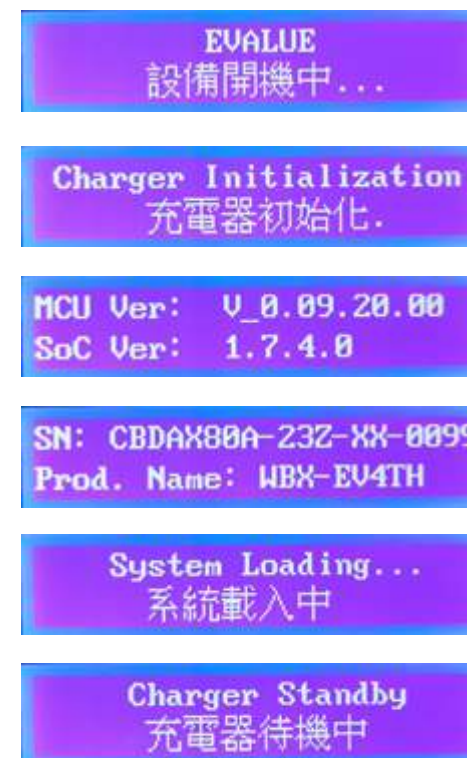 EVALUE
設備開機中...
Charger Initialization
充電器初始化.
MCU Ver: V_0.09.20.00
SoC Ver: 1.7.4.0
SN: CBDAX80A-23Z-XX-0099
Prod. Name: WBX-EV4TH
System Loading...
系統載入中
Charger Standby
充電器待機中